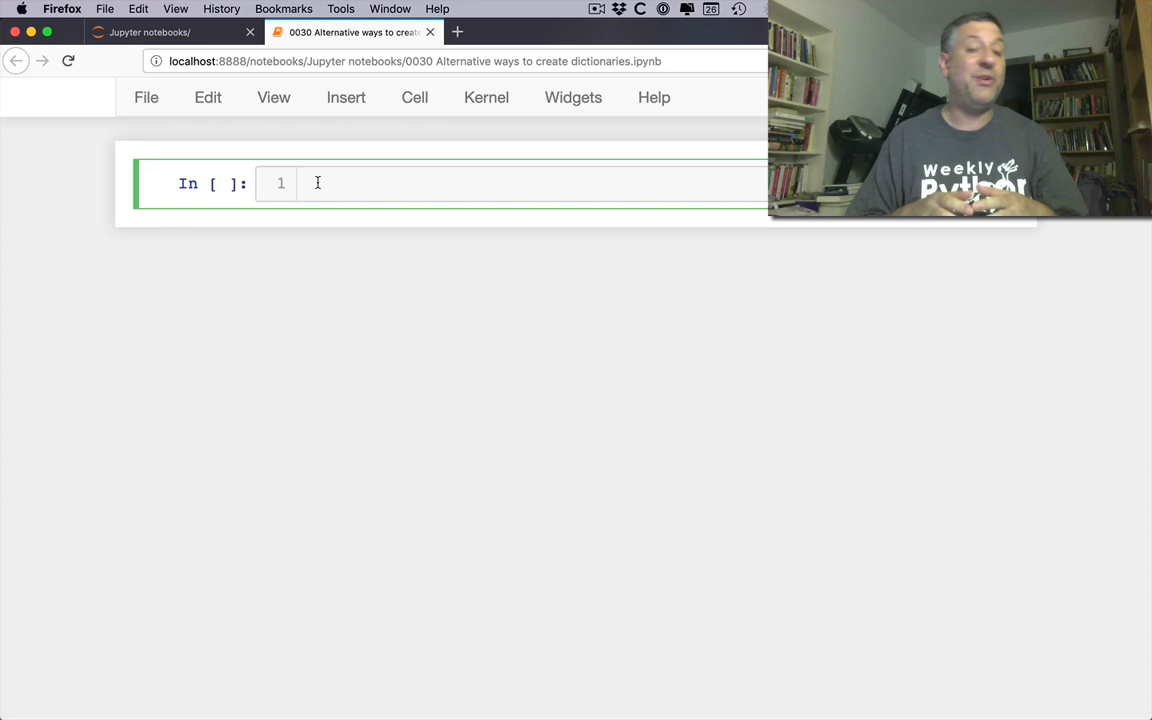 Firefox File Edit View History Bookmarks Tools Window Help 26
Jupyter notebooks/ 0030 Alternative ways to create
localhost:8888/notebooks/Jupyter notebooks/0030 Alternative ways to create dictionaries.ipynb
File Edit View Insert Cell Kernel Widgets Help
In [ ]: 1
Weekly
Python